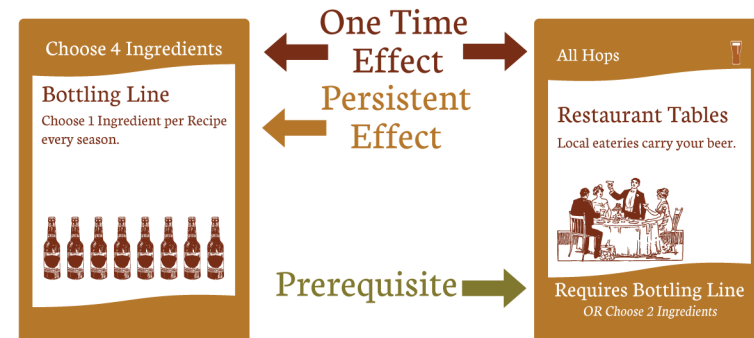 Choose 4 Ingredients
Bottling Line
Choose 1 Ingredient per Recipe
every season.
One Time
Effect
Persistent
Effect
Prerequisite
All Hops
Restaurant Tables
Local eateries carry your beer.
Requires Bottling Line
OR Choose 2 Ingredients